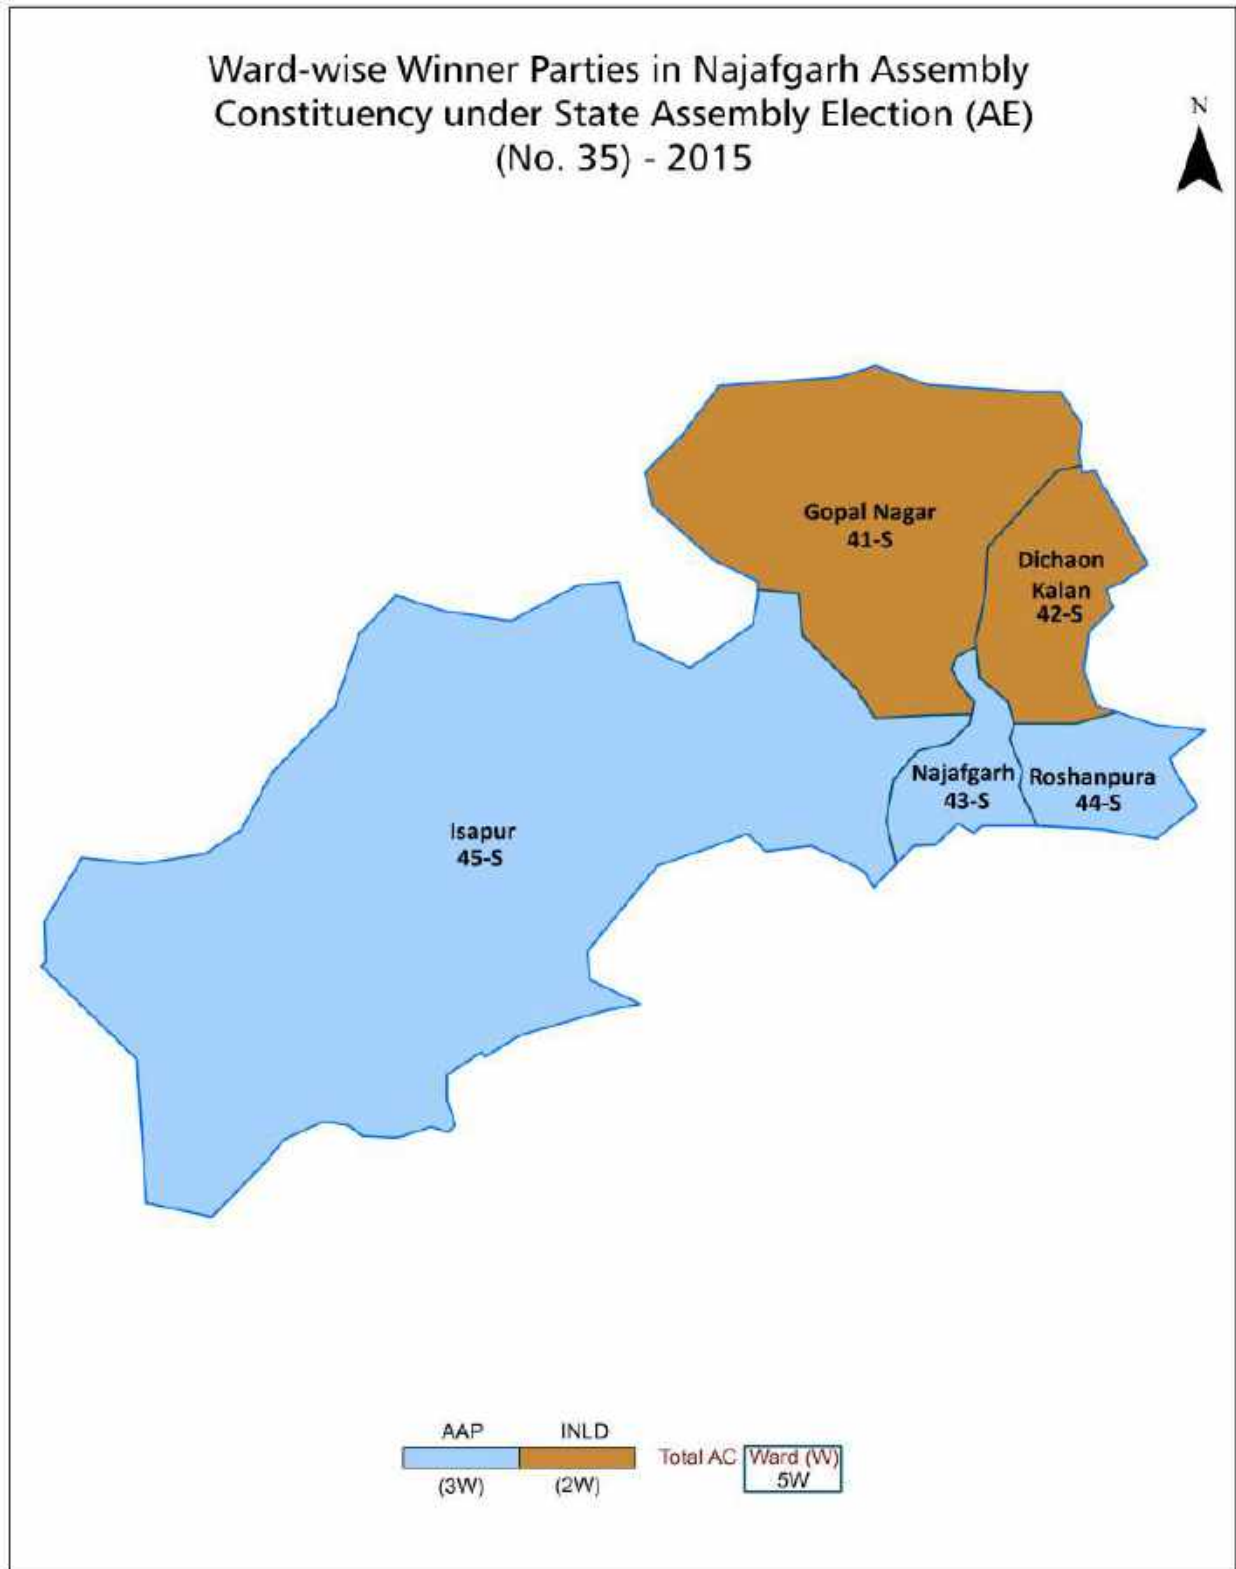 Ward-wise Winner Parties in Najafgarh Assembly
Constituency under State Assembly Election (AE)
(No. 35) - 2015
N
Gopal Nagar
41-S
Dichaon
Kalan
42-S
Najafgarh
43-S
Roshanpura
44-S
Isapur
45-S
AAP
INLD
(3W)
(2W)
Total AC
Ward (W)
5W